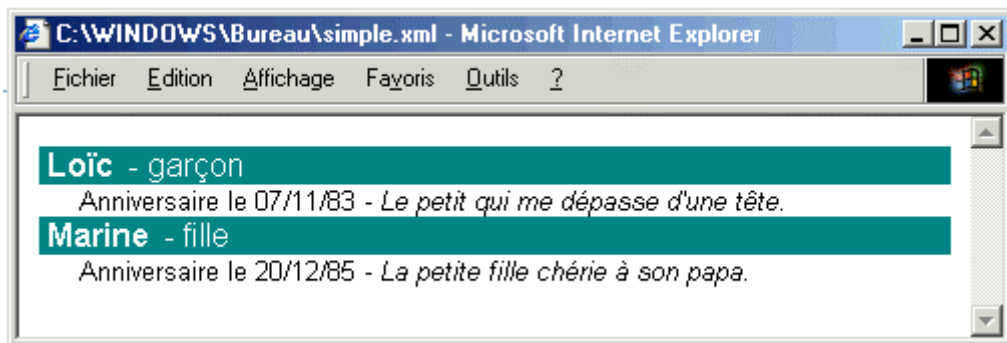 C:\WINDOWS\Bureau\simple.xml - Microsoft Internet Explorer
Fichier Edition Affichage Favoris Outils ?
Loïc - garçon
Anniversaire le 07/11/83 - Le petit qui me dépasse d'une tête.
Marine - fille
Anniversaire le 20/12/85 - La petite fille chérie à son papa.